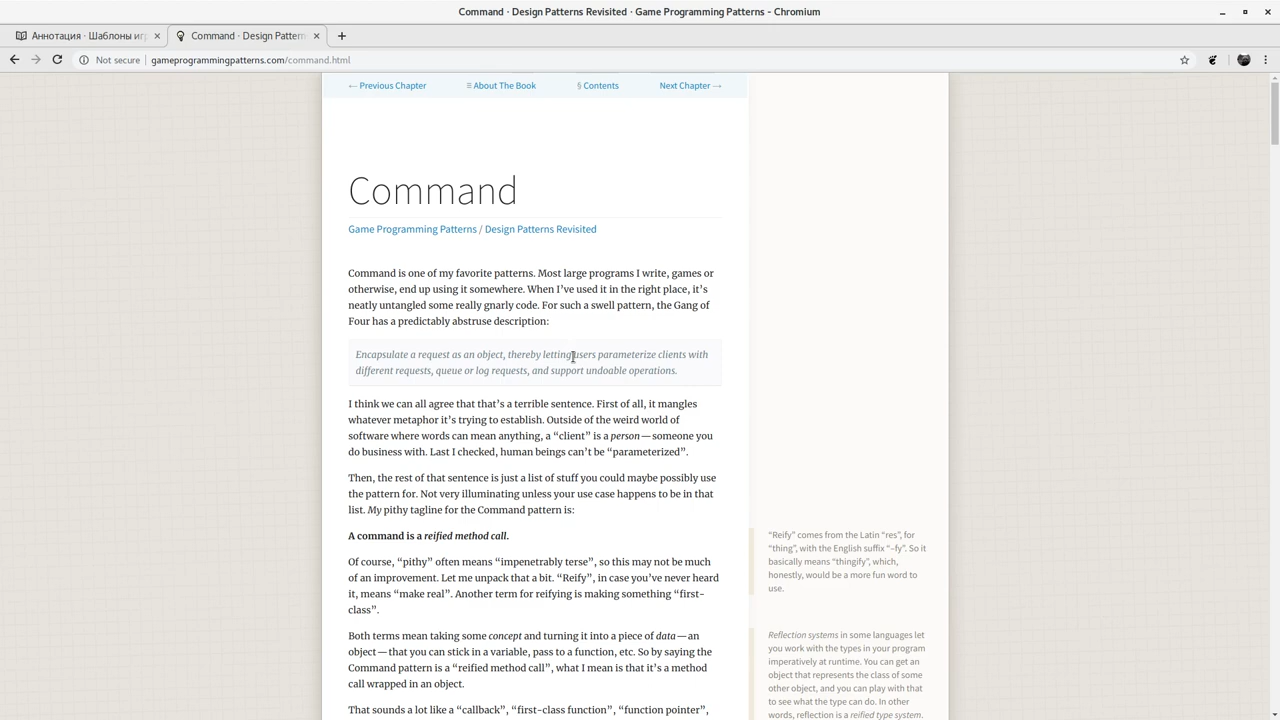 Command · Design Patterns Revisited · Game Programming Patterns - Chromium
Аннотация · Шаблоны игр
Command · Design Pattern
Not secure
gameprogrammingpatterns.com/command.html
← Previous Chapter
≡ About The Book
§ Contents
Next Chapter →
Command
Game Programming Patterns / Design Patterns Revisited
Command is one of my favorite patterns. Most large programs I write, games or
otherwise, end up using it somewhere. When I’ve used it in the right place, it’s
neatly untangled some really gnarly code. For such a swell pattern, the Gang of
Four has a predictably abstruse description:
Encapsulate a request as an object, thereby letting users parameterize clients with
different requests, queue or log requests, and support undoable operations.
I think we can all agree that that’s a terrible sentence. First of all, it mangles
whatever metaphor it’s trying to establish. Outside of the weird world of
software where words can mean anything, a “client” is a person—someone you
do business with. Last I checked, human beings can’t be “parameterized”.
Then, the rest of that sentence is just a list of stuff you could maybe possibly use
the pattern for. Not very illuminating unless your use case happens to be in that
list. My pithy tagline for the Command pattern is:
A command is a reified method call.
Of course, “pithy” often means “impenetrably terse”, so this may not be much
of an improvement. Let me unpack that a bit. “Reify”, in case you’ve never heard
it, means “make real”. Another term for reifying is making something “first-
class”.
Both terms mean taking some concept and turning it into a piece of data—an
object—that you can stick in a variable, pass to a function, etc. So by saying the
Command pattern is a “reified method call”, what I mean is that it’s a method
call wrapped in an object.
That sounds a lot like a “callback”, “first-class function”, “function pointer”,
“Reify” comes from the Latin “res”, for
“thing”, with the English suffix “–fy”. So it
basically means “thingify”, which,
honestly, would be a more fun word to
use.
Reflection systems in some languages let
you work with the types in your program
imperatively at runtime. You can get an
object that represents the class of some
other object, and you can play with that
to see what the type can do. In other
words, reflection is a reified type system.